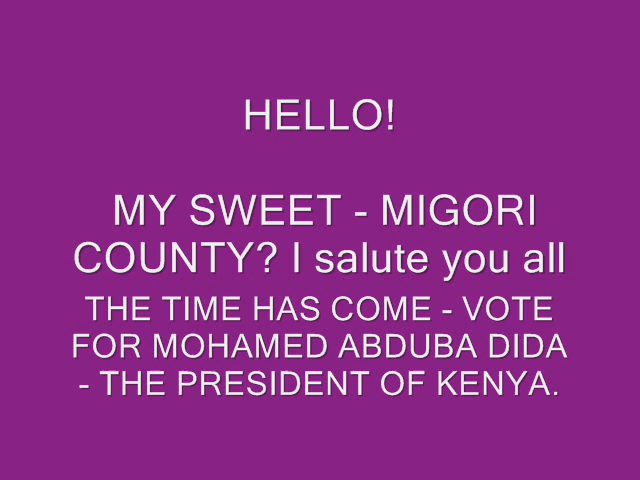 HELLO!
MY SWEET - MIGORI
COUNTY? I salute you all
THE TIME HAS COME - VOTE
FOR MOHAMED ABDUBA DIDA
- THE PRESIDENT OF KENYA.